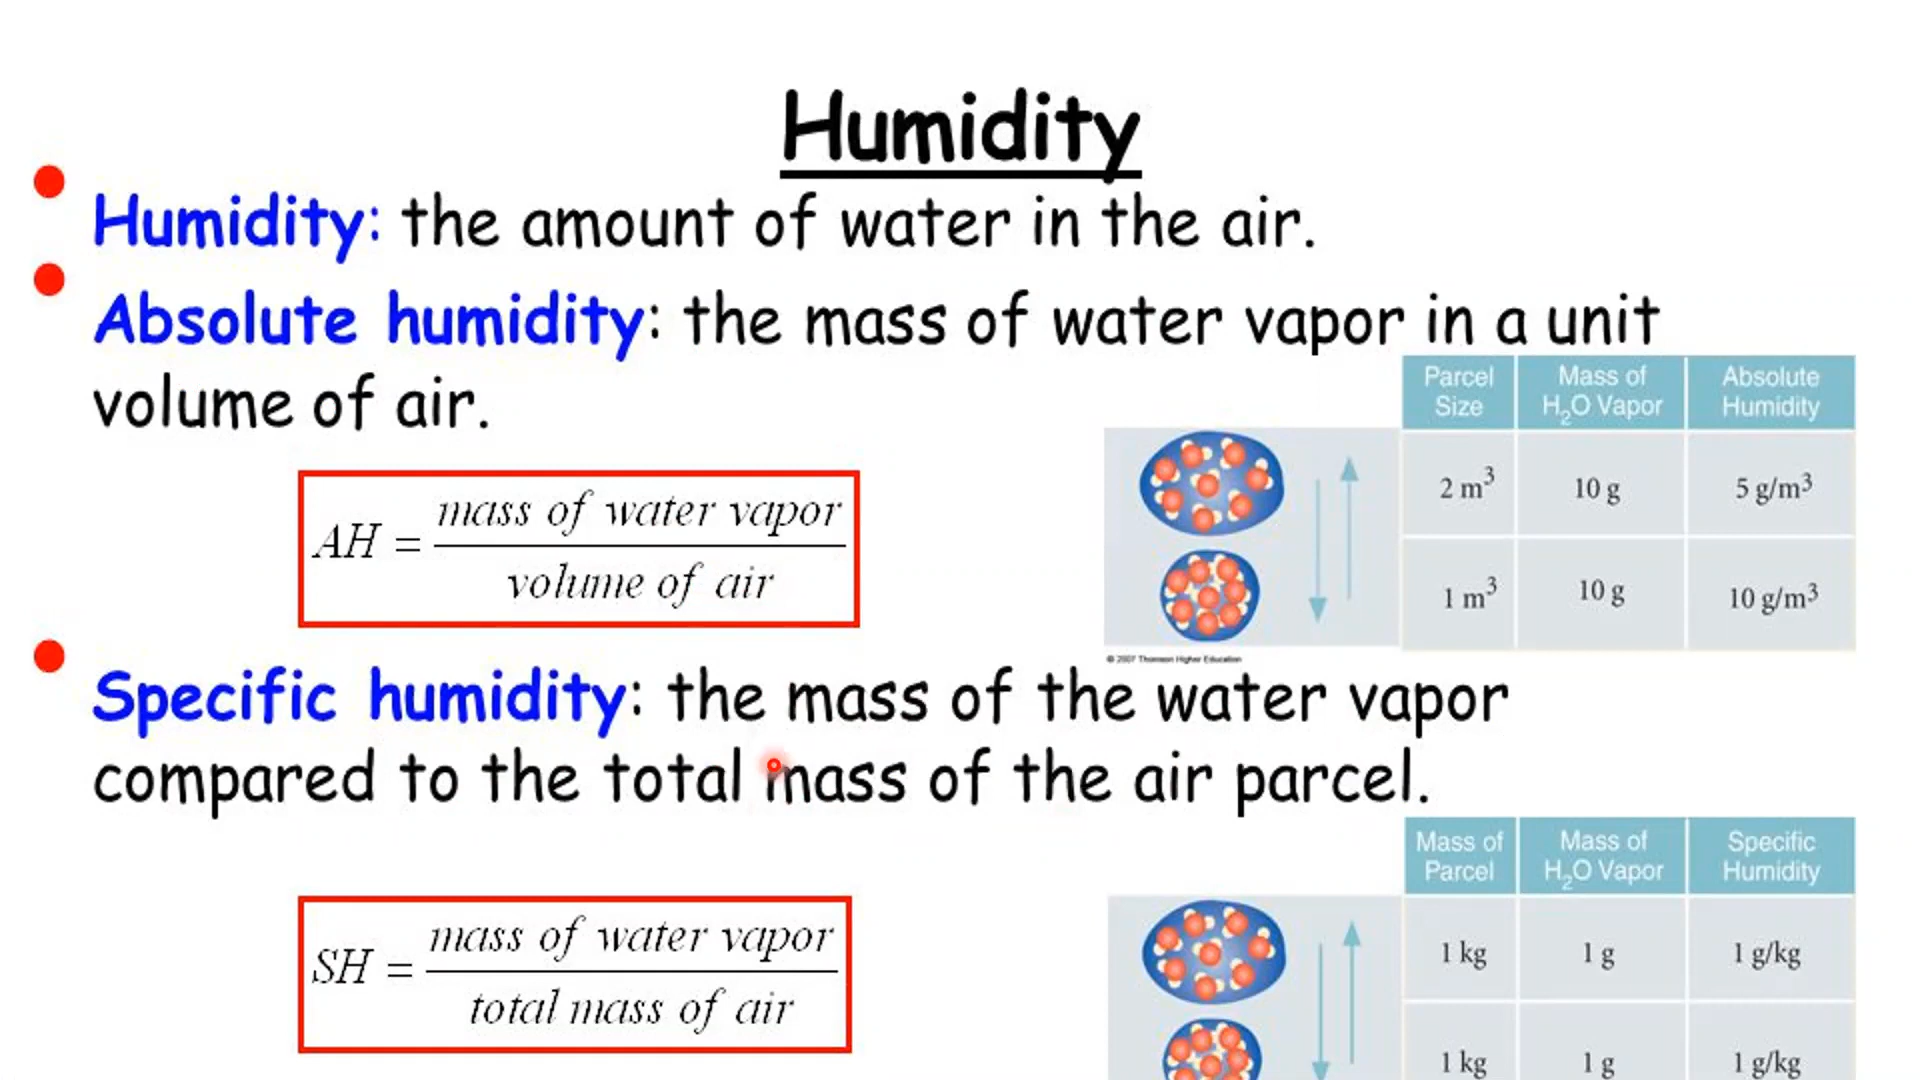 Humidity
Humidity: the amount of water in the air.
Absolute humidity: the mass of water vapor in a unit
volume of air.
AH = mass of water vapor / volume of air
Parcel Size | Mass of H₂O Vapor | Absolute Humidity
2 m³ | 10 g | 5 g/m³
1 m³ | 10 g | 10 g/m³
© 2007 Thomson Higher Education
Specific humidity: the mass of the water vapor
compared to the total mass of the air parcel.
SH = mass of water vapor / total mass of air
Mass of Parcel | Mass of H₂O Vapor | Specific Humidity
1 kg | 1 g | 1 g/kg
1 kg | 1 g | 1 g/kg